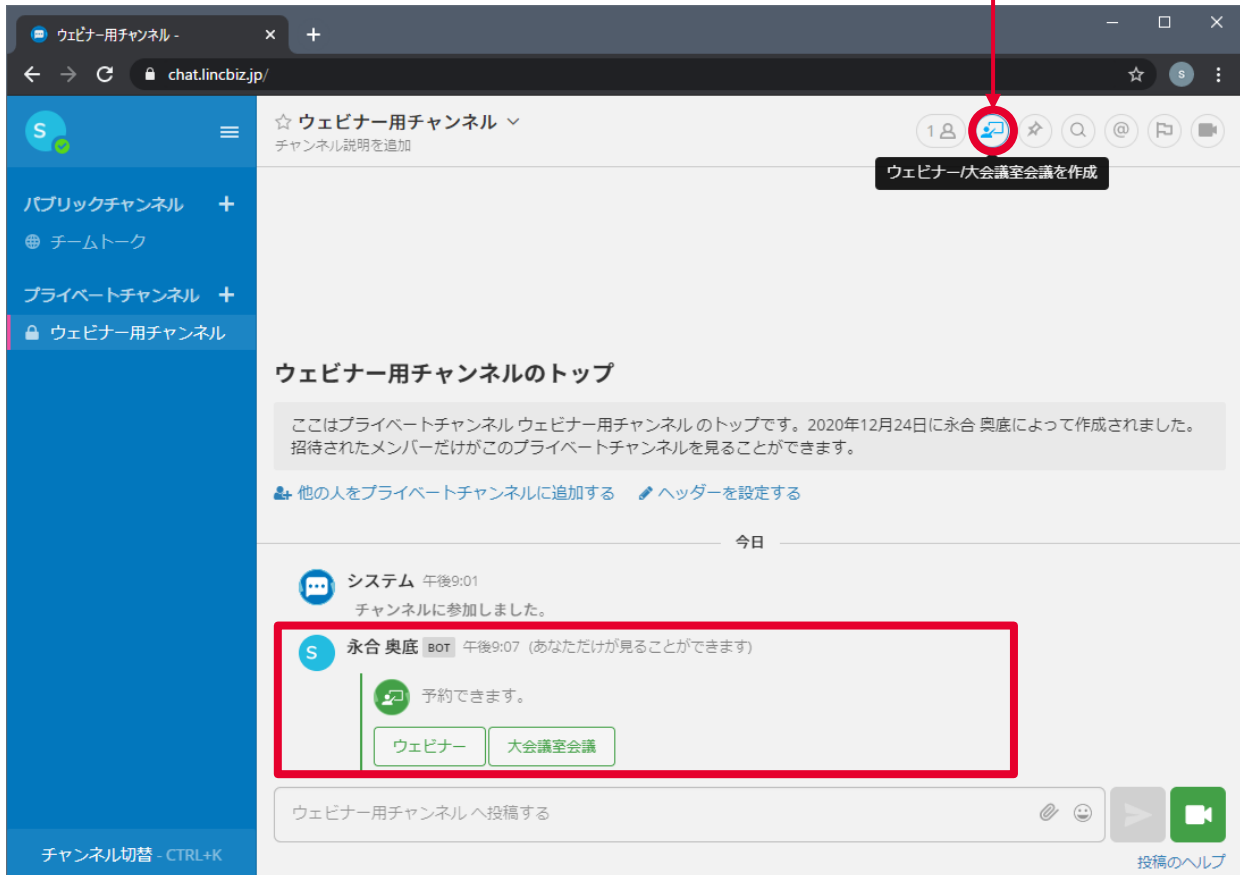 ウェビナー用チャンネル -
chat.lincbiz.jp/
S
S
ウェビナー用チャンネル
チャンネル説明を追加
1
@
ウェビナー/大会議室会議を作成
パブリックチャンネル +
チームトーク
プライベートチャンネル +
ウェビナー用チャンネル
ウェビナー用チャンネルのトップ
ここはプライベートチャンネル ウェビナー用チャンネル のトップです。2020年12月24日に永合 奥底によって作成されました。
招待されたメンバーだけがこのプライベートチャンネルを見ることができます。
他の人をプライベートチャンネルに追加する ヘッダーを設定する
今日
システム 午後9:01
チャンネルに参加しました。
S
永合 奥底 BOT 午後9:07 (あなただけが見ることができます)
予約できます。
ウェビナー 大会議室会議
ウェビナー用チャンネル へ投稿する
チャンネル切替 - CTRL+K
投稿のヘルプ